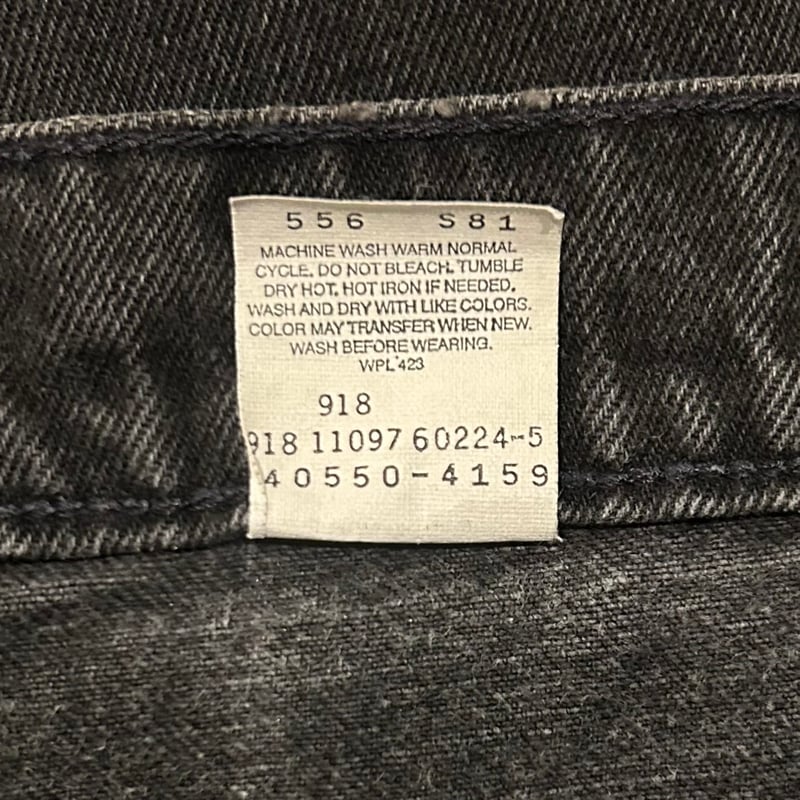 556 S81
MACHINE WASH WARM NORMAL
CYCLE. DO NOT BLEACH. TUMBLE
DRY HOT. HOT IRON IF NEEDED.
WASH AND DRY WITH LIKE COLORS.
COLOR MAY TRANSFER WHEN NEW.
WASH BEFORE WEARING.
WPL 423
918
918 11097 60224-5
40550-4159